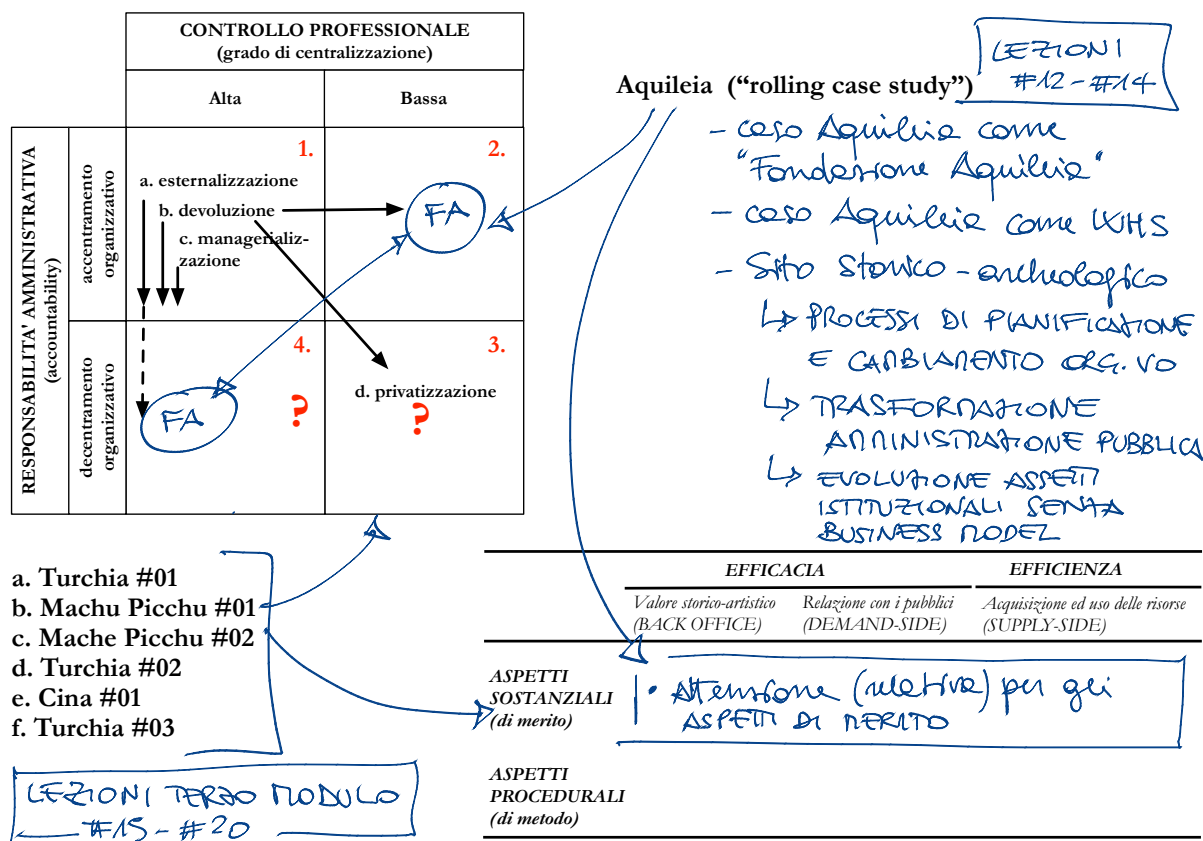 CONTROLLO PROFESSIONALE
(grado di centralizzazione)
Alta
Bassa
RESPONSABILITA' AMMINISTRATIVA
(accountability)
accentramento
organizzativo
decentramento
organizzativo
1.
a. esternalizzazione
b. devoluzione
c. managerializ-
zazione
2.
FA
4.
FA
?
3.
d. privatizzazione
?
Aquileia ("rolling case study")
LEZIONI
#12 - #14
- caso Aquileia come
"Fondazione Aquileia"
- caso Aquileia come WHS
- Sito storico - archeologico
↳ PROCESSI DI PIANIFICAZIONE
E CAMBIAMENTO ORG.VO
↳ TRASFORMAZIONE
AMMINISTRAZIONE PUBBLICA
↳ EVOLUZIONE ASSETTI
ISTITUZIONALI SENZA
BUSINESS MODEL
a. Turchia #01
b. Machu Picchu #01
c. Mache Picchu #02
d. Turchia #02
e. Cina #01
f. Turchia #03
LEZIONI TERZO MODULO
#15 - #20
EFFICACIA
EFFICIENZA
Valore storico-artistico
(BACK OFFICE)
Relazione con i pubblici
(DEMAND-SIDE)
Acquisizione ed uso delle risorse
(SUPPLY-SIDE)
ASPETTI
SOSTANZIALI
(di merito)
• Attenzione (relativa) per gli
ASPETTI DI MERITO
ASPETTI
PROCEDURALI
(di metodo)